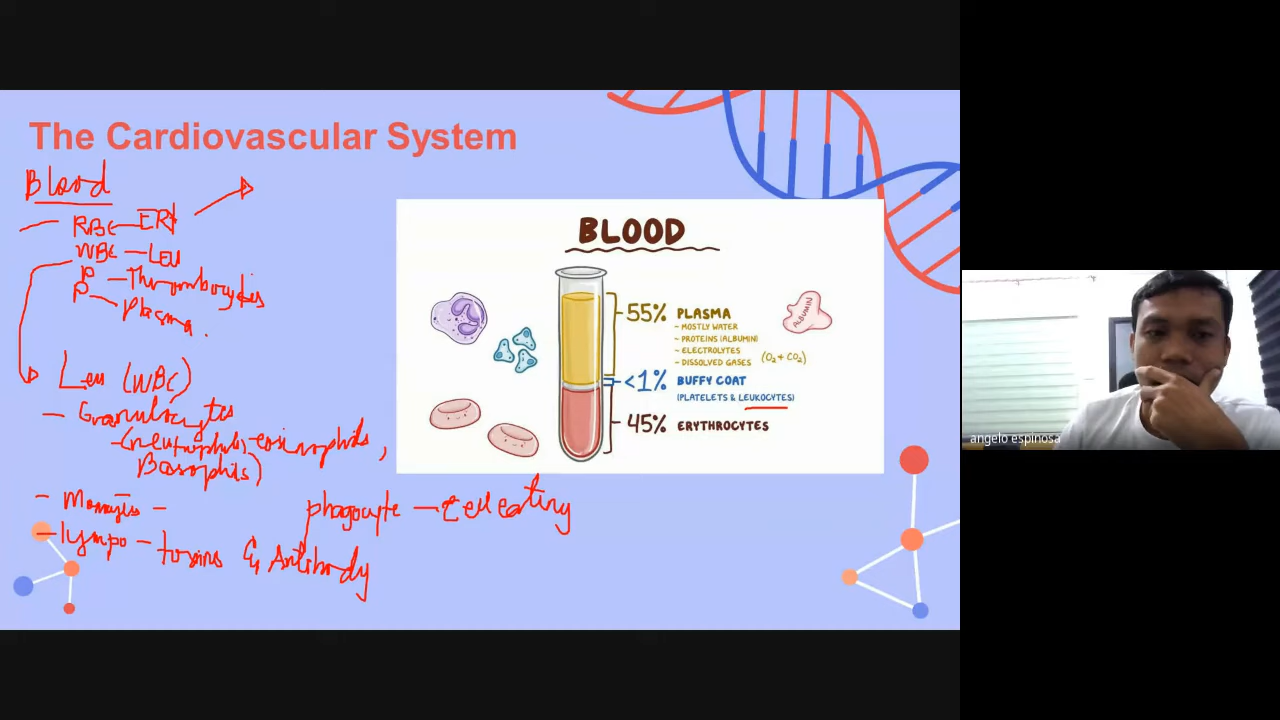 The Cardiovascular System
Blood
RBC - ERY
WBC - LEU
P - Thrombocytes
P - Plasma.
Leu (WBC)
- Granulocytes
- (neutrophils, eosinophils,
Basophils)
- Monocytes -
phagocyte - cell eating
- lympo - toxins & Antibody
BLOOD
55% PLASMA
- MOSTLY WATER
- PROTEINS (ALBUMIN)
- ELECTROLYTES
- DISSOLVED GASES (O2 + CO2)
<1% BUFFY COAT
(PLATELETS & LEUKOCYTES)
45% ERYTHROCYTES
ALBUMIN
angelo espinosa